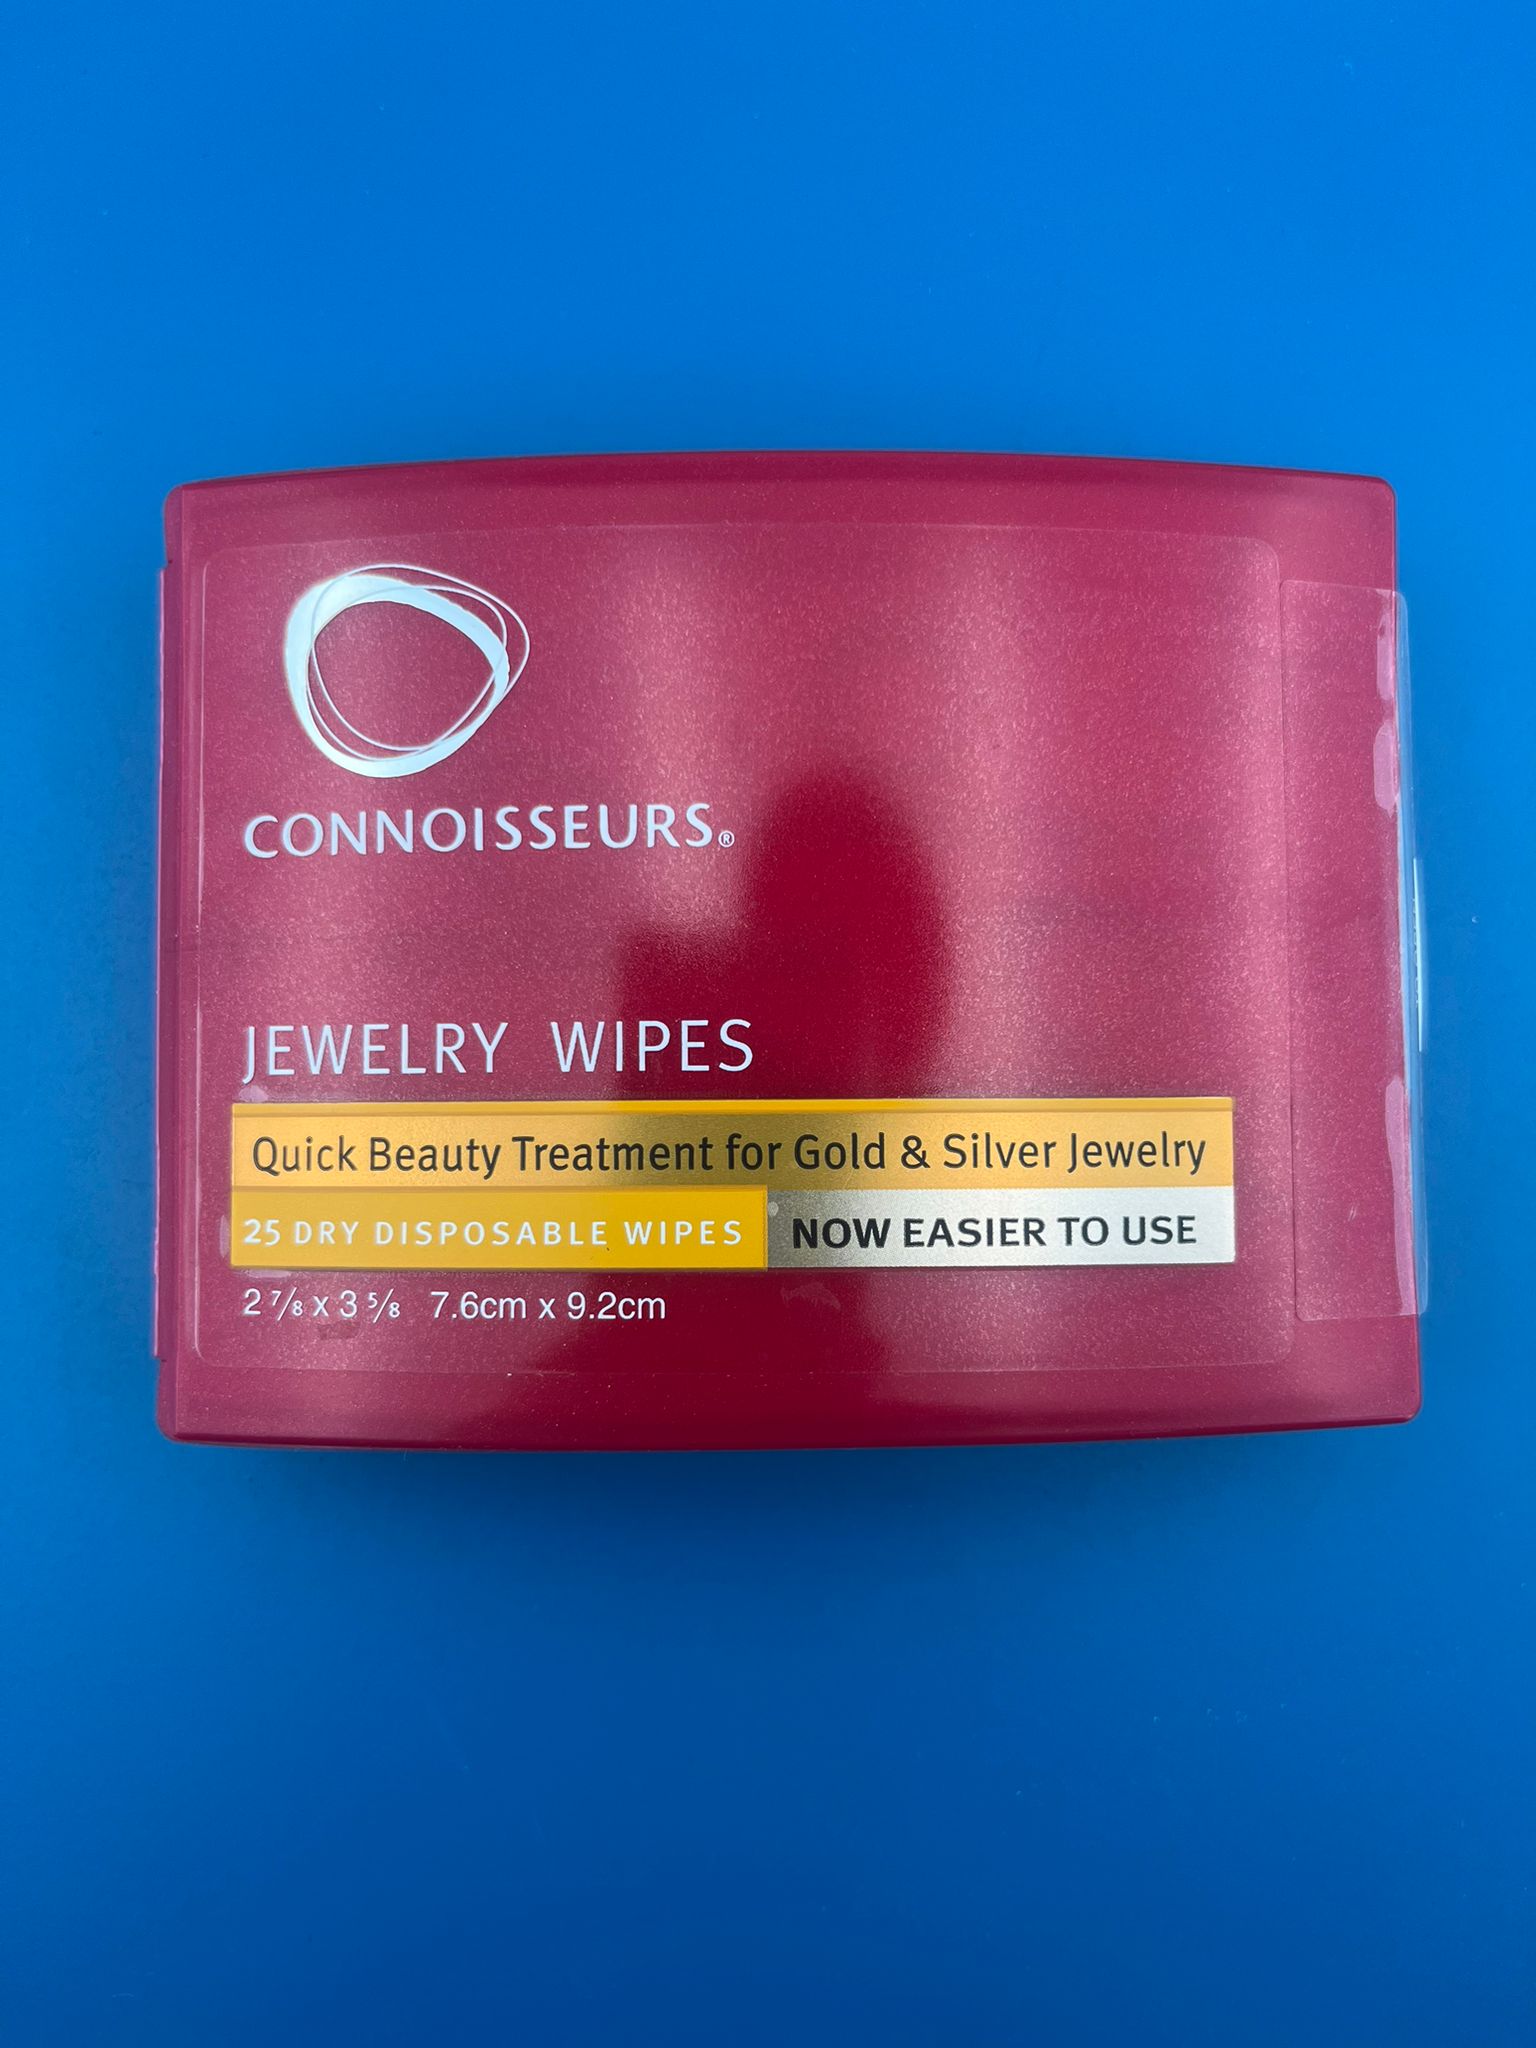 CONNOISSEURS®
JEWELRY WIPES
Quick Beauty Treatment for Gold & Silver Jewelry
25 DRY DISPOSABLE WIPES NOW EASIER TO USE
2 ⅞ x 3 ⅝ 7.6cm x 9.2cm